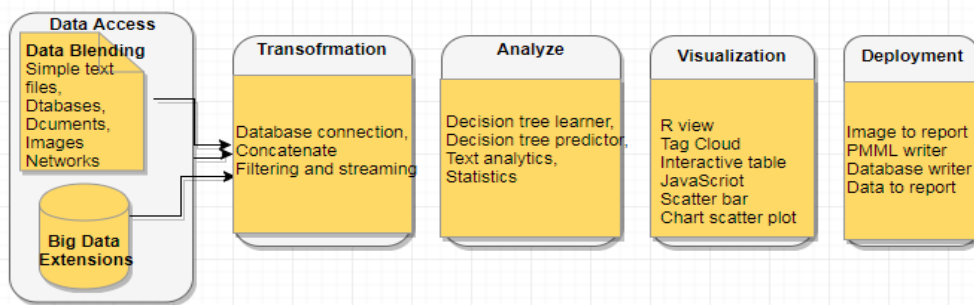 Data Access
Data Blending
Simple text
files,
Dtabases,
Dcuments,
Images
Networks
Big Data
Extensions
Transofrmation
Database connection,
Concatenate
Filtering and streaming
Analyze
Decision tree learner,
Decision tree predictor,
Text analytics,
Statistics
Visualization
R view
Tag Cloud
Interactive table
JavaScriot
Scatter bar
Chart scatter plot
Deployment
Image to report
PMML writer
Database writer
Data to report